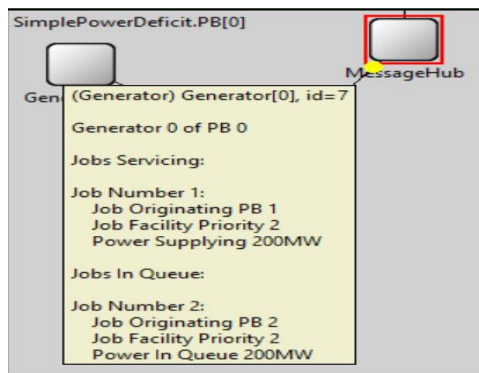 SimplePowerDeficit.PB[0]
MessageHub
Gen
(Generator) Generator[0], id=7
Generator 0 of PB 0
Jobs Servicing:
Job Number 1:
Job Originating PB 1
Job Facility Priority 2
Power Supplying 200MW
Jobs In Queue:
Job Number 2:
Job Originating PB 2
Job Facility Priority 2
Power In Queue 200MW